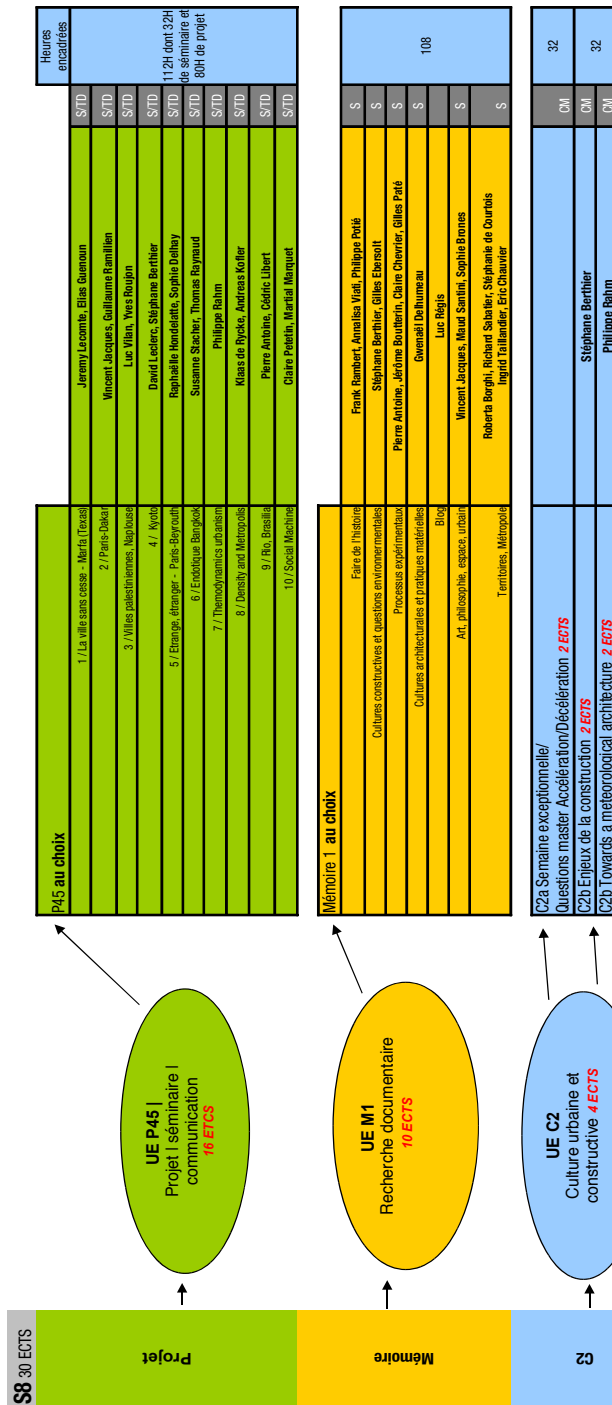 S8 30 ECTS
Heures
encadrées
Projet
UE P45 |
Projet I séminaire I
communication
16 ETCS
P45 au choix
1 / La ville sans cesse - Marfa (Texas) Jeremy Lecomte, Elias Guenoun S/TD
2 / Paris-Dakar Vincent Jacques, Guillaume Ramillien S/TD
3 / Villes palestiniennes, Naplouse Luc Vilan, Yves Roujon S/TD
4 / Kyoto David Leclerc, Stéphane Berthier S/TD
5 / Etange, étranger - Paris-Beyrouth Raphaëlle Hondelatte, Sophie Delhay S/TD
6 / Endotique Bangkok Susanne Stacher, Thomas Raynaud S/TD
7 / Themodynamics urbanism Philippe Rahm S/TD
8 / Density and Metropolis Klaas de Rycke, Andreas Kofler S/TD
9 / Rio, Brasilia Pierre Antoine, Cédric Libert S/TD
10 / Social Machine Claire Petetin, Martial Marquet S/TD
112H dont 32H
de séminaire et
80H de projet
Mémoire
UE M1
Recherche documentaire
10 ECTS
Mémoire 1 au choix
Faire de l'histoire Frank Rambert, Annalisa Viati, Philippe Potié S
Cultures constructives et questions environnermentales Stéphane Berthier, Gilles Ebersolt S
Processus expérimentaux Pierre Antoine, Jérôme Boutterin, Claire Chevrier, Gilles Paté S
Cultures architecturales et pratiques matérielles Gwenaël Delhumeau S
Blog Luc Régis
Art, philosophie, espace, urbain Vincent Jacques, Maud Santini, Sophie Brones S
Territoires, Métropole Roberta Borghi, Richard Sabatier, Stéphanie de Courtois
Ingrid Taillandier, Eric Chauvier S
108
C2
UE C2
Culture urbaine et
constructive 4 ECTS
C2a Semaine exceptionnelle/
Questions master Accélération/Décélération 2 ECTS CM 32
C2b Enjeux de la construction 2 ECTS Stéphane Berthier CM 32
C2b Towards a meteorological architecture 2 ECTS Philippe Rahm CM